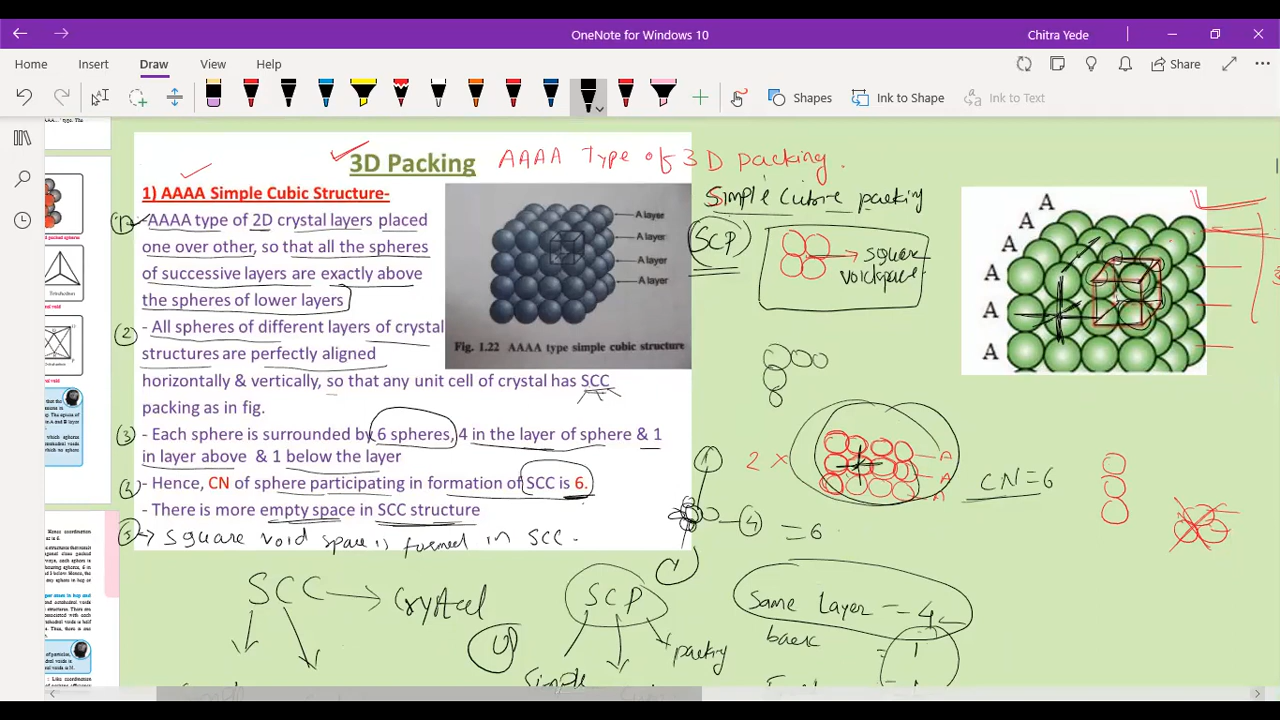 OneNote for Windows 10
Chitra Yede
Home Insert Draw View Help
Share
Shapes
Ink to Shape
Ink to Text
3D Packing
AAAA Type of 3D packing.
1) AAAA Simple Cubic Structure-
(1) AAAA type of 2D crystal layers placed
one over other, so that all the spheres
of successive layers are exactly above
the spheres of lower layers
(2) - All spheres of different layers of crystal
structures are perfectly aligned
horizontally & vertically, so that any unit cell of crystal has SCC
packing as in fig.
(3) - Each sphere is surrounded by 6 spheres, 4 in the layer of sphere & 1
in layer above & 1 below the layer
- Hence, CN of sphere participating in formation of SCC is 6.
- There is more empty space in SCC structure
→ Square void space is formed in SCC.
A layer
A layer
A layer
A layer
Fig. 1.22 AAAA type simple cubic structure
Simple Cubic packing
SCP
square
void space
A
A
A
A
A
2 ×
A
CN = 6
4
= 6
SCC → Crystal
SCP
packing
Simple
Same Layer - 4
back
1